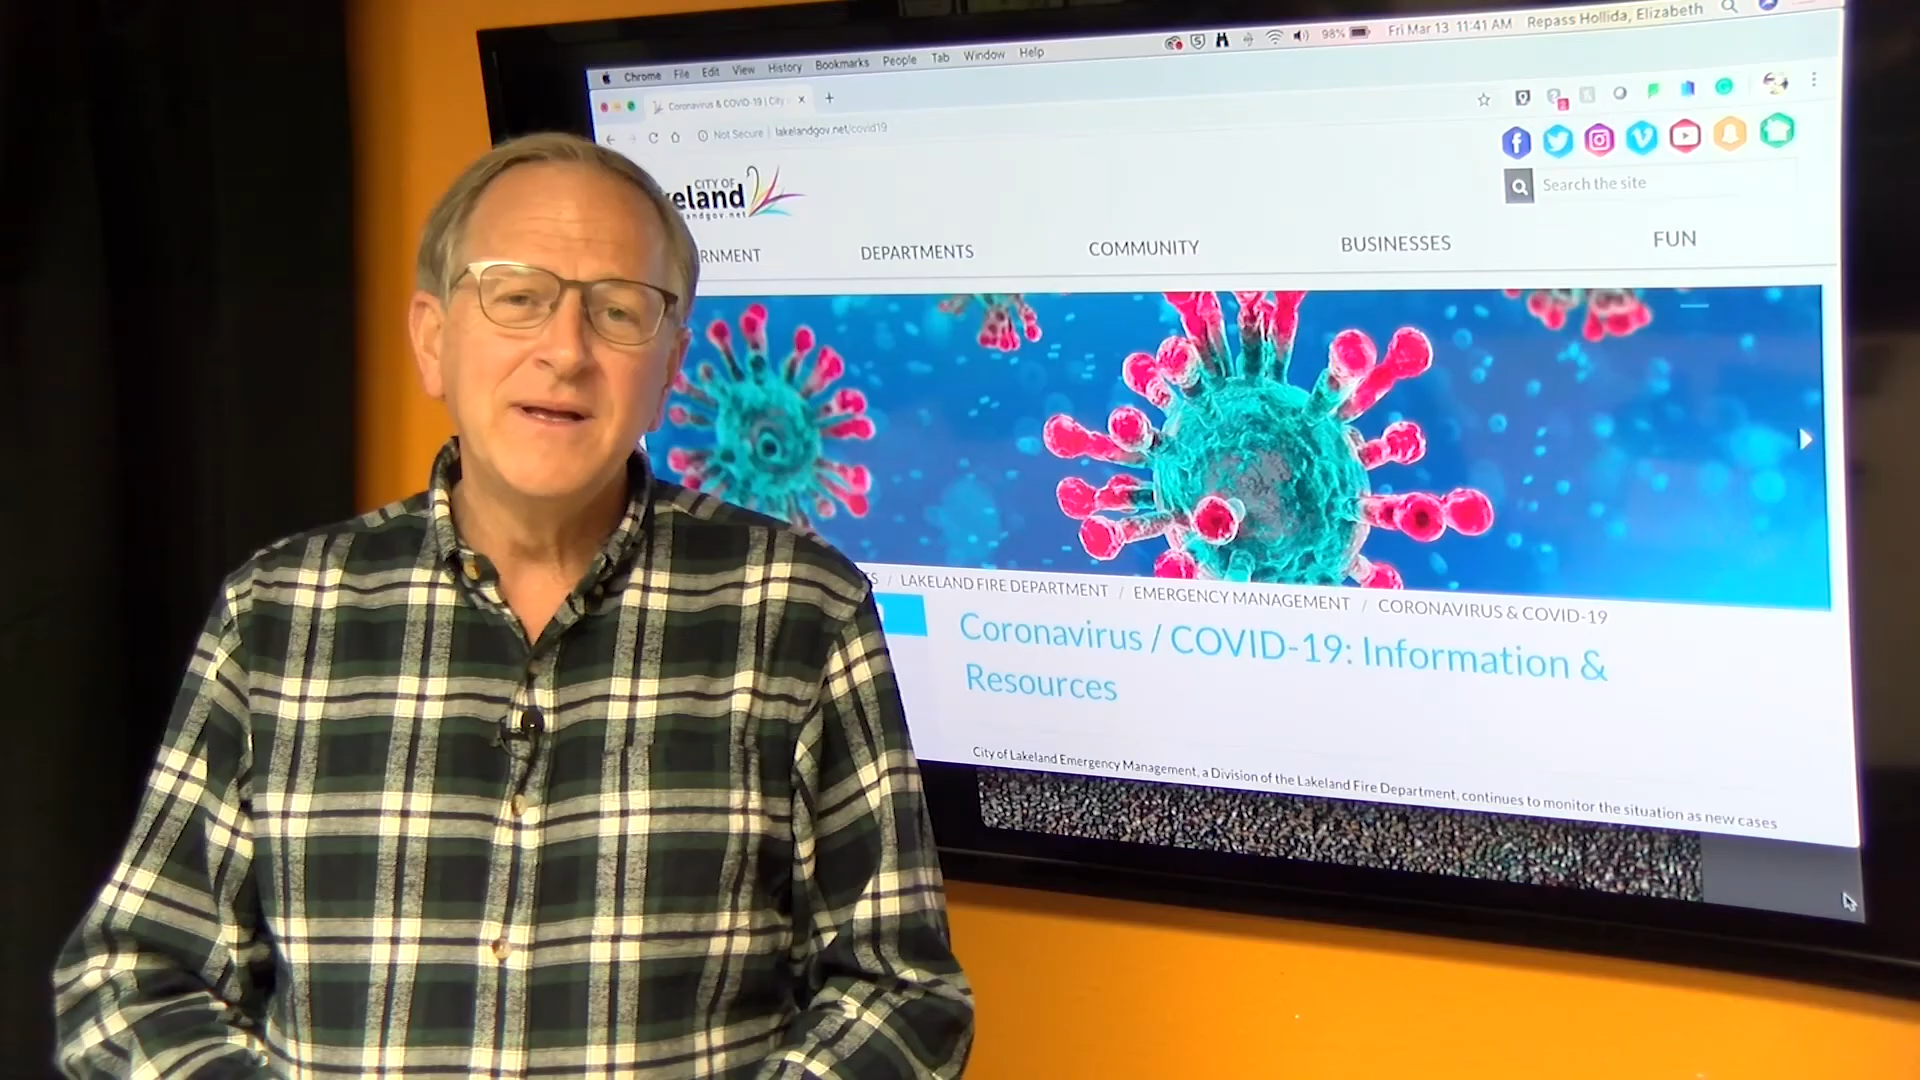 Chrome File Edit View History Bookmarks People Tab Window Help 98% Fri Mar 13 11:41 AM Repass Hollida, Elizabeth
Coronavirus & COVID-19 | City
Not Secure | lakelandgov.net/covid19
CITY OF
eland
andgov.net
Search the site
RNMENT DEPARTMENTS COMMUNITY BUSINESSES FUN
TS / LAKELAND FIRE DEPARTMENT / EMERGENCY MANAGEMENT / CORONAVIRUS & COVID-19
Coronavirus / COVID-19: Information &
Resources
City of Lakeland Emergency Management, a Division of the Lakeland Fire Department, continues to monitor the situation as new cases